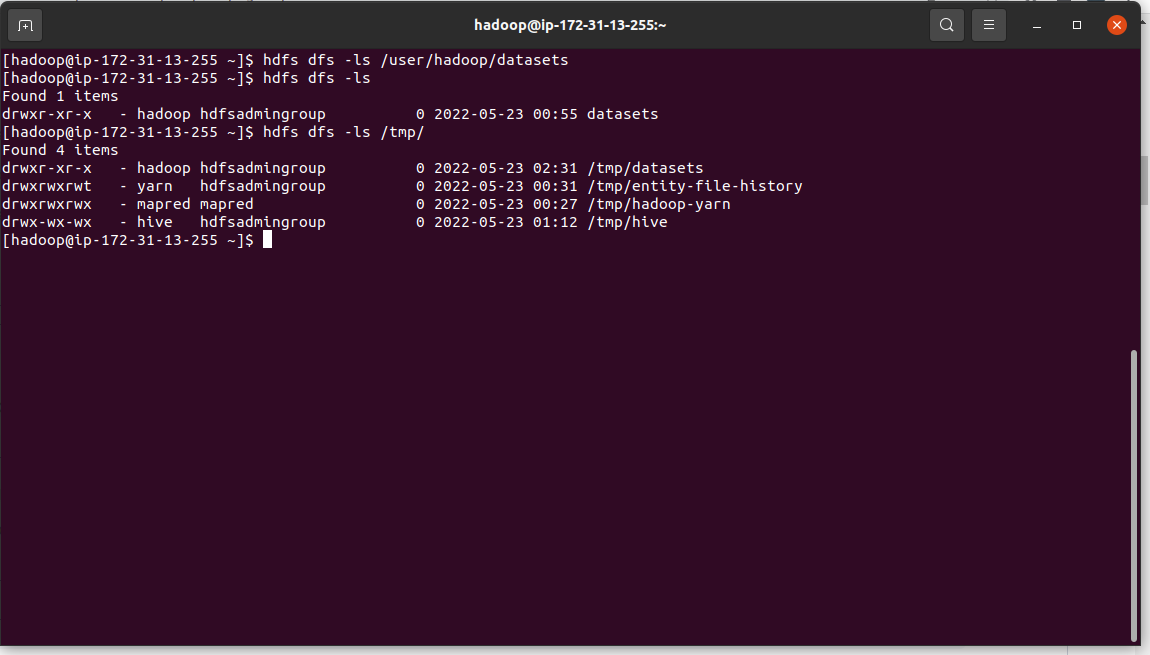 hadoop@ip-172-31-13-255:~
[hadoop@ip-172-31-13-255 ~]$ hdfs dfs -ls /user/hadoop/datasets
[hadoop@ip-172-31-13-255 ~]$ hdfs dfs -ls
Found 1 items
drwxr-xr-x   - hadoop hdfsadmingroup          0 2022-05-23 00:55 datasets
[hadoop@ip-172-31-13-255 ~]$ hdfs dfs -ls /tmp/
Found 4 items
drwxr-xr-x   - hadoop hdfsadmingroup          0 2022-05-23 02:31 /tmp/datasets
drwxrwxrwt   - yarn   hdfsadmingroup          0 2022-05-23 00:31 /tmp/entity-file-history
drwxrwxrwx   - mapred mapred                  0 2022-05-23 00:27 /tmp/hadoop-yarn
drwx-wx-wx   - hive   hdfsadmingroup          0 2022-05-23 01:12 /tmp/hive
[hadoop@ip-172-31-13-255 ~]$